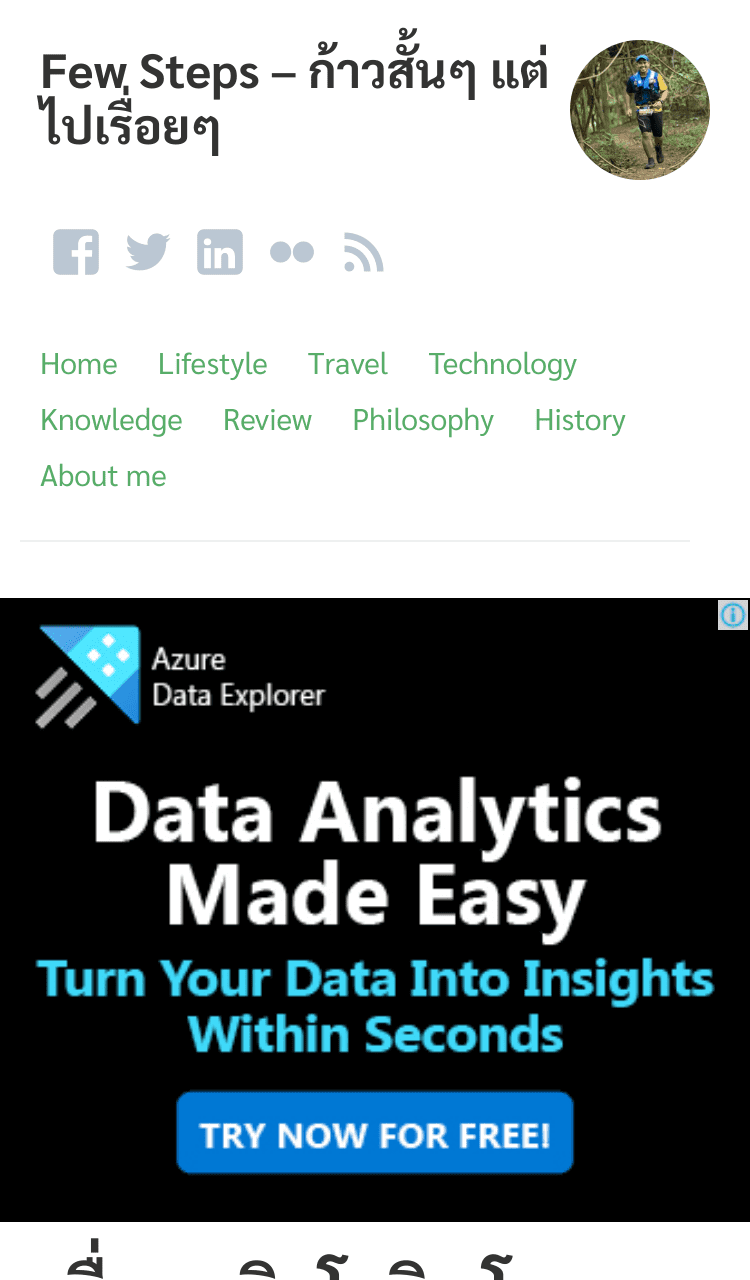 Few Steps – ก้าวสั้นๆ แต่
ไปเรื่อยๆ
Home Lifestyle Travel Technology
Knowledge Review Philosophy History
About me
Azure
Data Explorer
Data Analytics
Made Easy
Turn Your Data Into Insights
Within Seconds
TRY NOW FOR FREE!